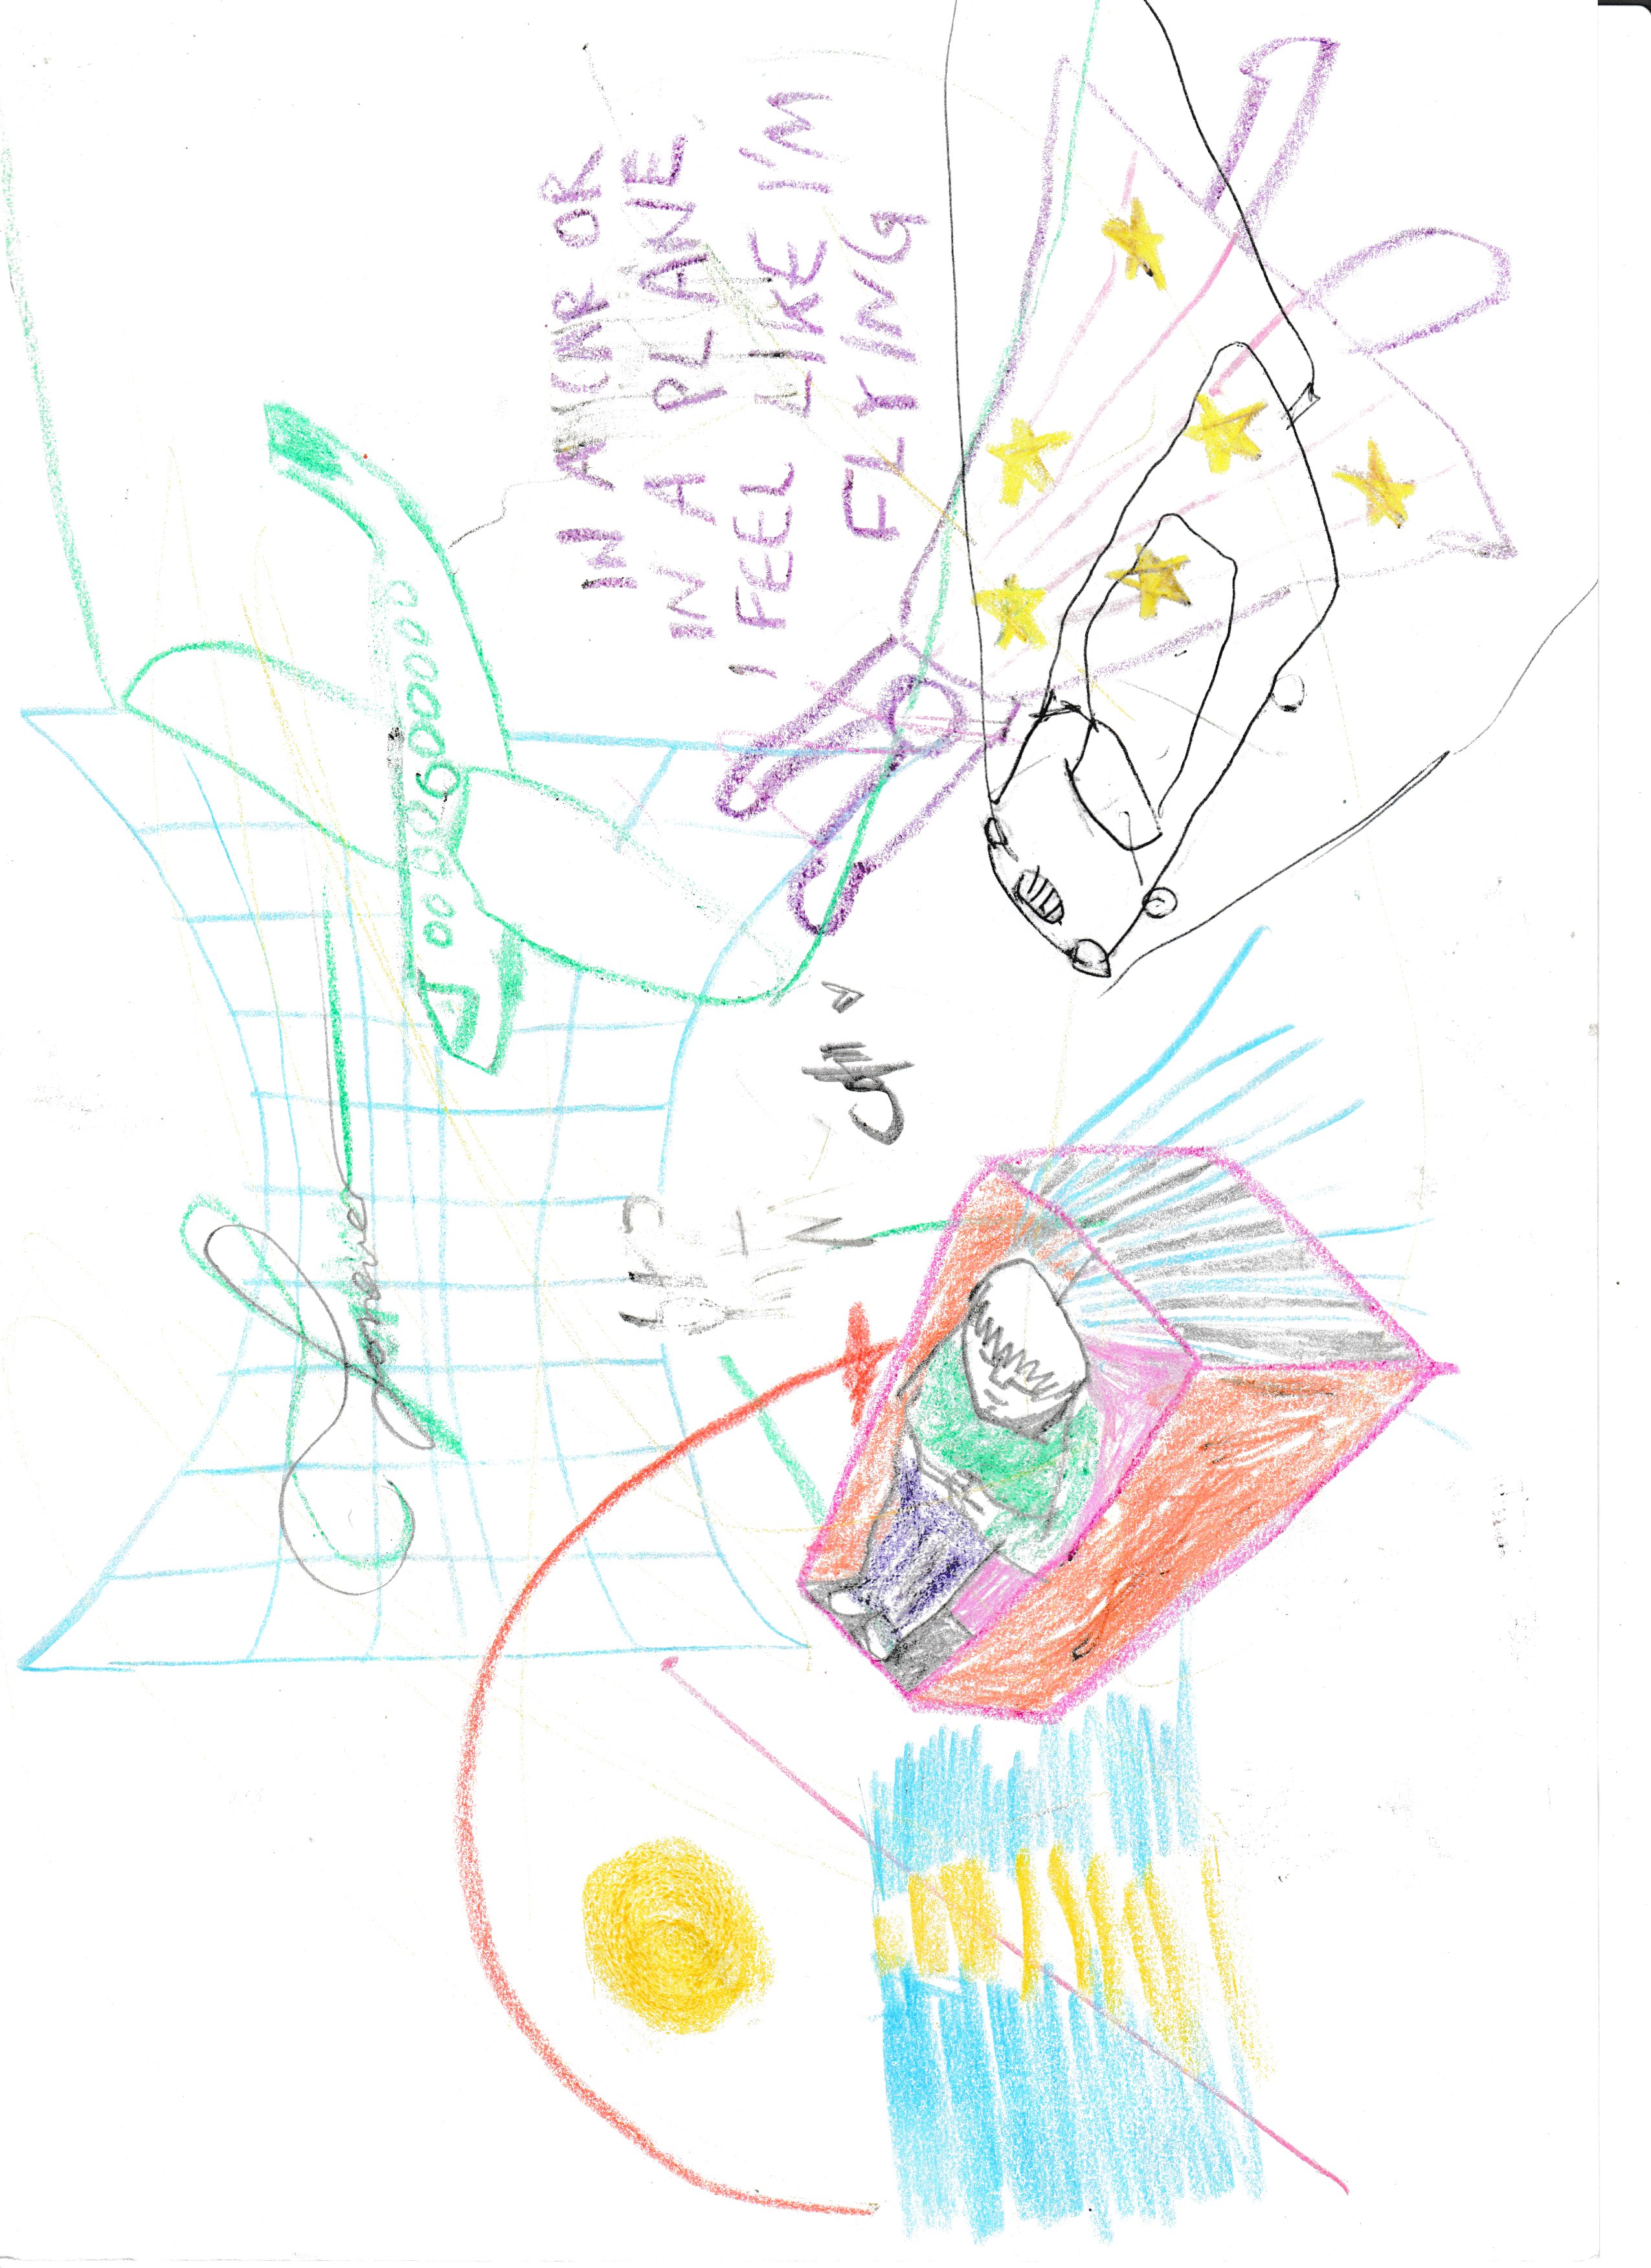 Forever
IN A CAR OR
IN A PLANE
I FEEL LIKE I'M
FLYING